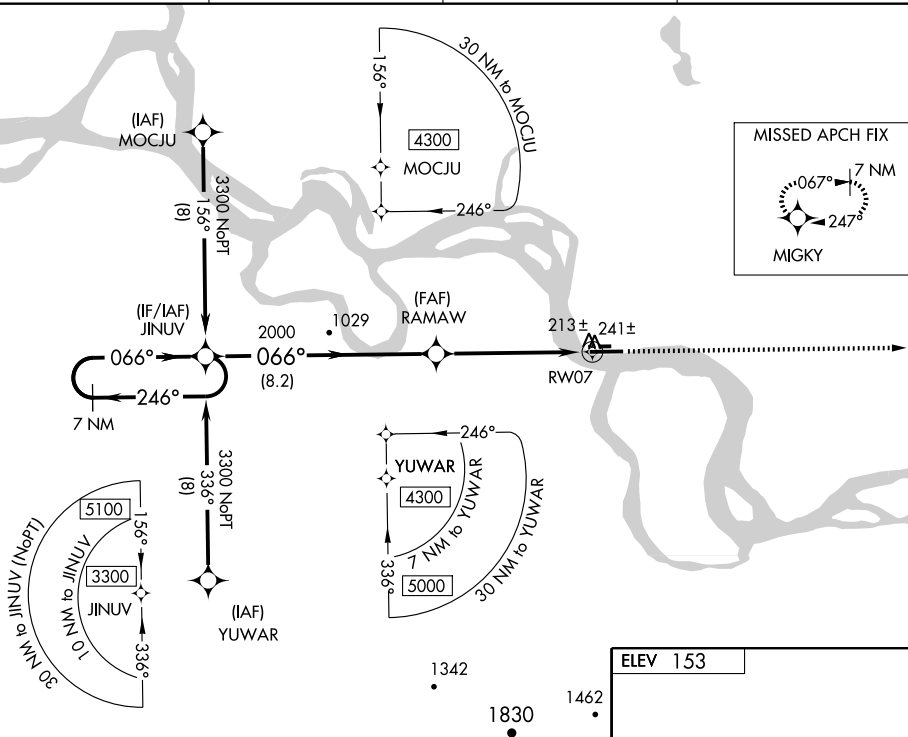 30 NM to MOCJU
156°
4300
MOCJU
246°
(IAF)
MOCJU
3300 NoPT
156°
(8)
MISSED APCH FIX
067°
7 NM
247°
MIGKY
(IF/IAF)
JINUV
2000
1029
(FAF)
RAMAW
213±
241±
066°
066°
(8.2)
RW07
246°
7 NM
3300 NoPT
336°
(8)
246°
YUWAR
4300
7 NM to YUWAR
30 NM to YUWAR
336°
5000
5100
156°
3300
JINUV
10 NM to JINUV
30 NM to JINUV (NoPT)
336°
(IAF)
YUWAR
ELEV 153
1342
1462
1830